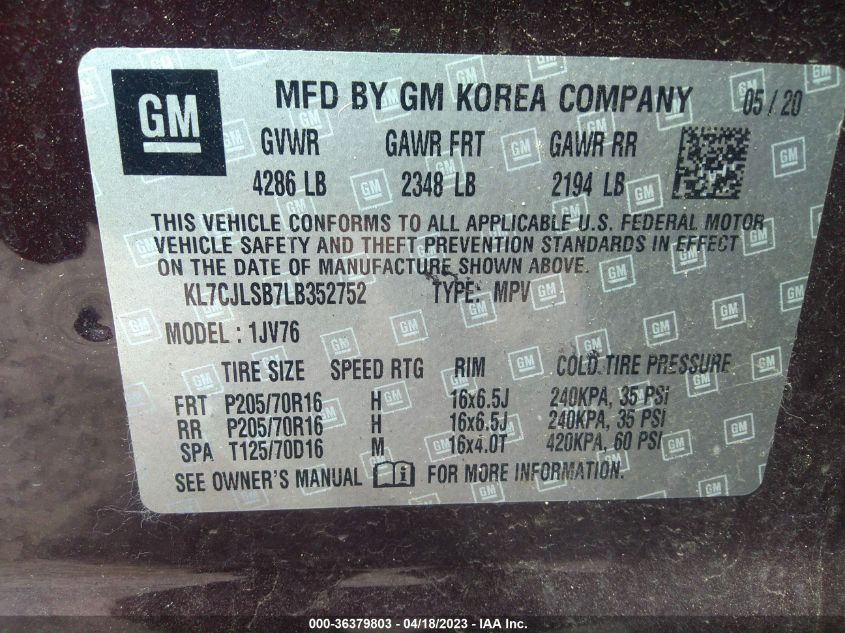 GM
MFD BY GM KOREA COMPANY 05 / 20
GVWR GAWR FRT GAWR RR
4286 LB 2348 LB 2194 LB
THIS VEHICLE CONFORMS TO ALL APPLICABLE U.S. FEDERAL MOTOR
VEHICLE SAFETY AND THEFT PREVENTION STANDARDS IN EFFECT
ON THE DATE OF MANUFACTURE SHOWN ABOVE.
KL7CJLSB7LB352752 TYPE: MPV
MODEL : 1JV76
TIRE SIZE SPEED RTG RIM COLD TIRE PRESSURE
FRT P205/70R16 H 16x6.5J 240KPA, 35 PSI
RR P205/70R16 H 16x6.5J 240KPA, 35 PSI
SPA T125/70D16 M 16x4.0T 420KPA, 60 PSI
SEE OWNER'S MANUAL FOR MORE INFORMATION.
000-36379803 - 04/18/2023 - IAA Inc.